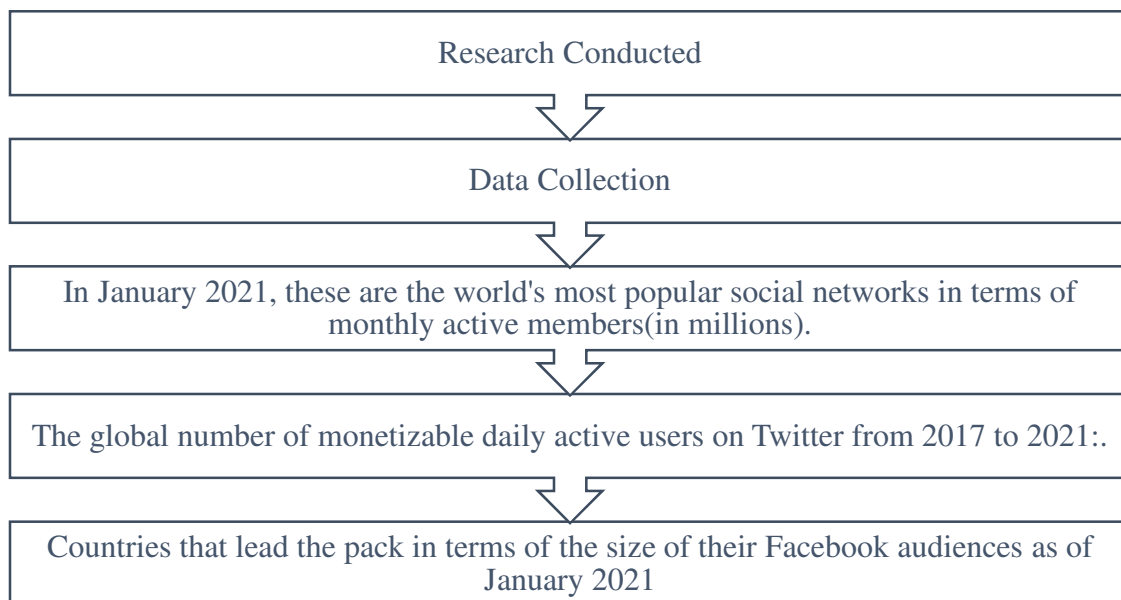 Research Conducted
Data Collection
In January 2021, these are the world's most popular social networks in terms of
monthly active members(in millions).
The global number of monetizable daily active users on Twitter from 2017 to 2021:.
Countries that lead the pack in terms of the size of their Facebook audiences as of
January 2021